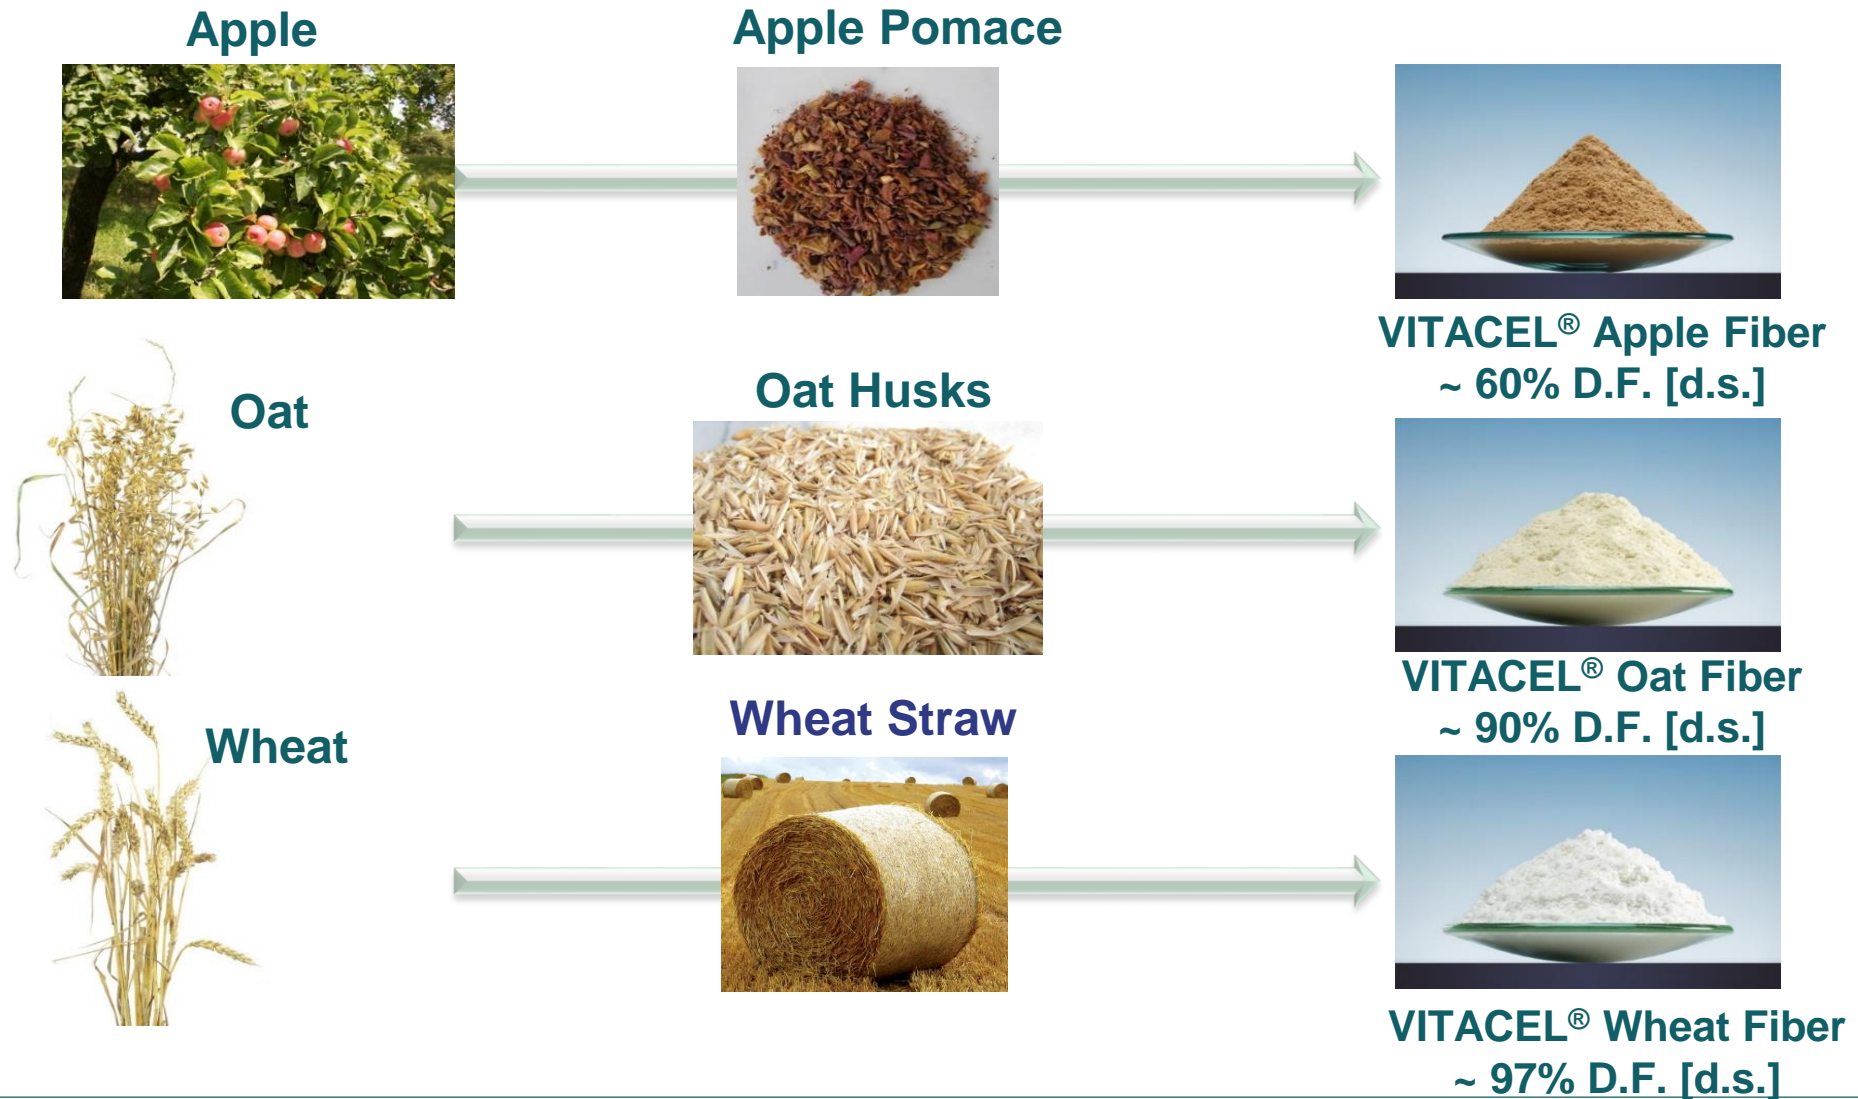 Apple
Apple Pomace
VITACEL® Apple Fiber
~ 60% D.F. [d.s.]
Oat
Oat Husks
VITACEL® Oat Fiber
~ 90% D.F. [d.s.]
Wheat
Wheat Straw
VITACEL® Wheat Fiber
~ 97% D.F. [d.s.]